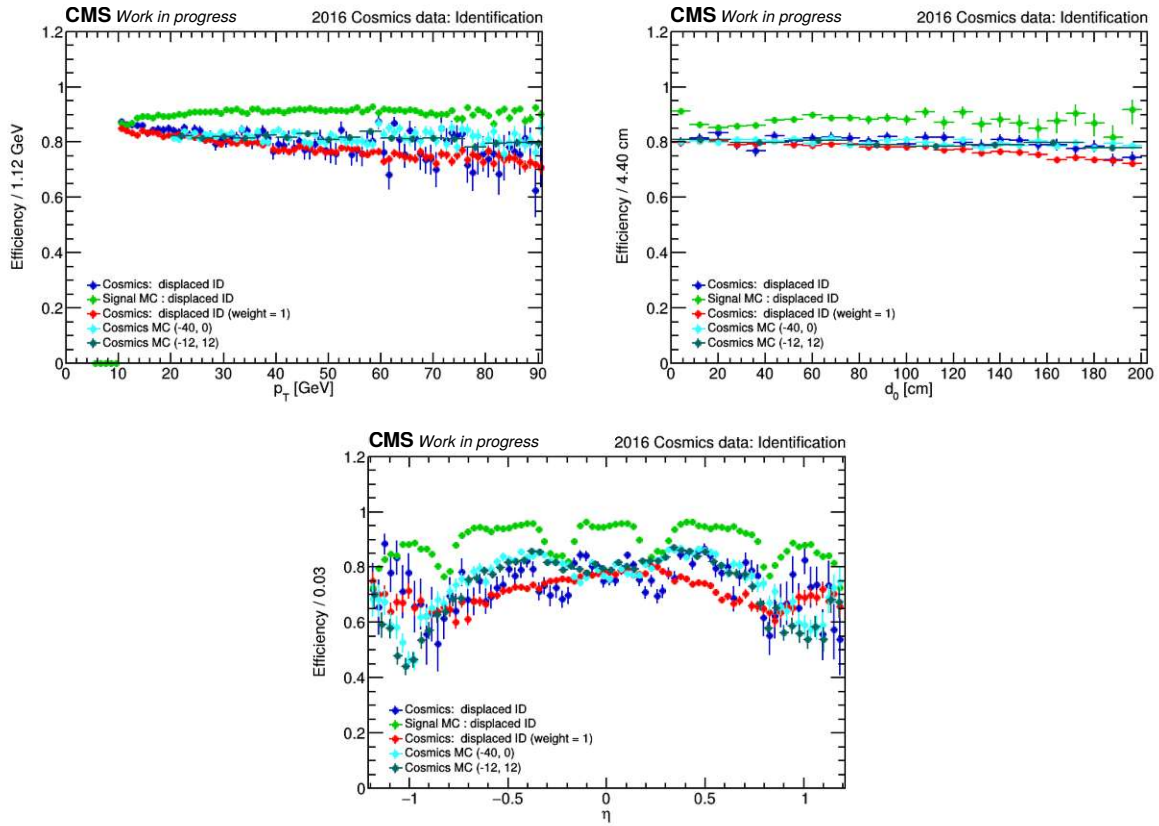 CMS Work in progress 2016 Cosmics data: Identification
Efficiency / 1.12 GeV
1.2
1
0.8
0.6
0.4
0.2
0
Cosmics: displaced ID
Signal MC : displaced ID
Cosmics: displaced ID (weight = 1)
Cosmics MC (-40, 0)
Cosmics MC (-12, 12)
0 10 20 30 40 50 60 70 80 90
p_T [GeV]
CMS Work in progress 2016 Cosmics data: Identification
Efficiency / 4.40 cm
1.2
1
0.8
0.6
0.4
0.2
0
Cosmics: displaced ID
Signal MC : displaced ID
Cosmics: displaced ID (weight = 1)
Cosmics MC (-40, 0)
Cosmics MC (-12, 12)
0 20 40 60 80 100 120 140 160 180 200
d_0 [cm]
CMS Work in progress 2016 Cosmics data: Identification
Efficiency / 0.03
1.2
1
0.8
0.6
0.4
0.2
0
Cosmics: displaced ID
Signal MC : displaced ID
Cosmics: displaced ID (weight = 1)
Cosmics MC (-40, 0)
Cosmics MC (-12, 12)
−1 −0.5 0 0.5 1
η